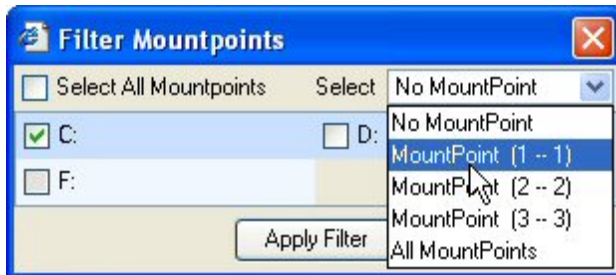 Filter Mountpoints
Select All Mountpoints Select No MountPoint
No MountPoint
C: D: MountPoint (1 -- 1)
F: MountPoint (2 -- 2)
MountPoint (3 -- 3)
Apply Filter All MountPoints